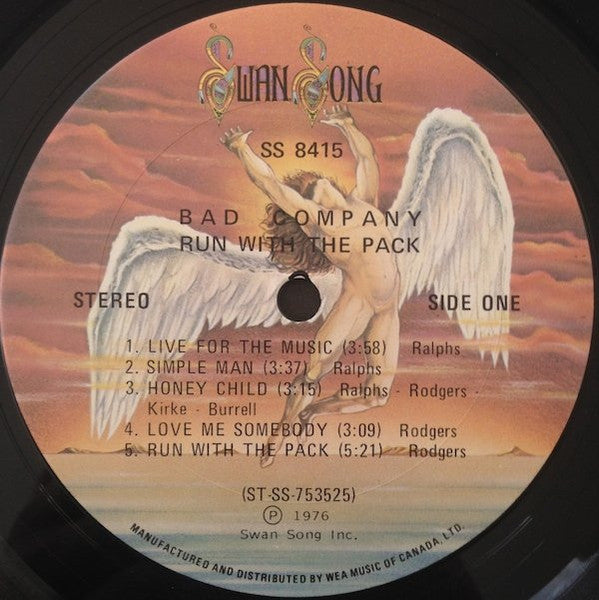 SWAN SONG
SS 8415
BAD COMPANY
RUN WITH THE PACK
STEREO
SIDE ONE
1. LIVE FOR THE MUSIC (3:58) Ralphs
2. SIMPLE MAN (3:37) Ralphs
3. HONEY CHILD (3:15) Ralphs - Rodgers -
Kirke - Burrell
4. LOVE ME SOMEBODY (3:09) Rodgers
5. RUN WITH THE PACK (5:21) Rodgers
(ST-SS-753525)
Ⓟ 1976
Swan Song Inc.
MANUFACTURED AND DISTRIBUTED BY WEA MUSIC OF CANADA, LTD.